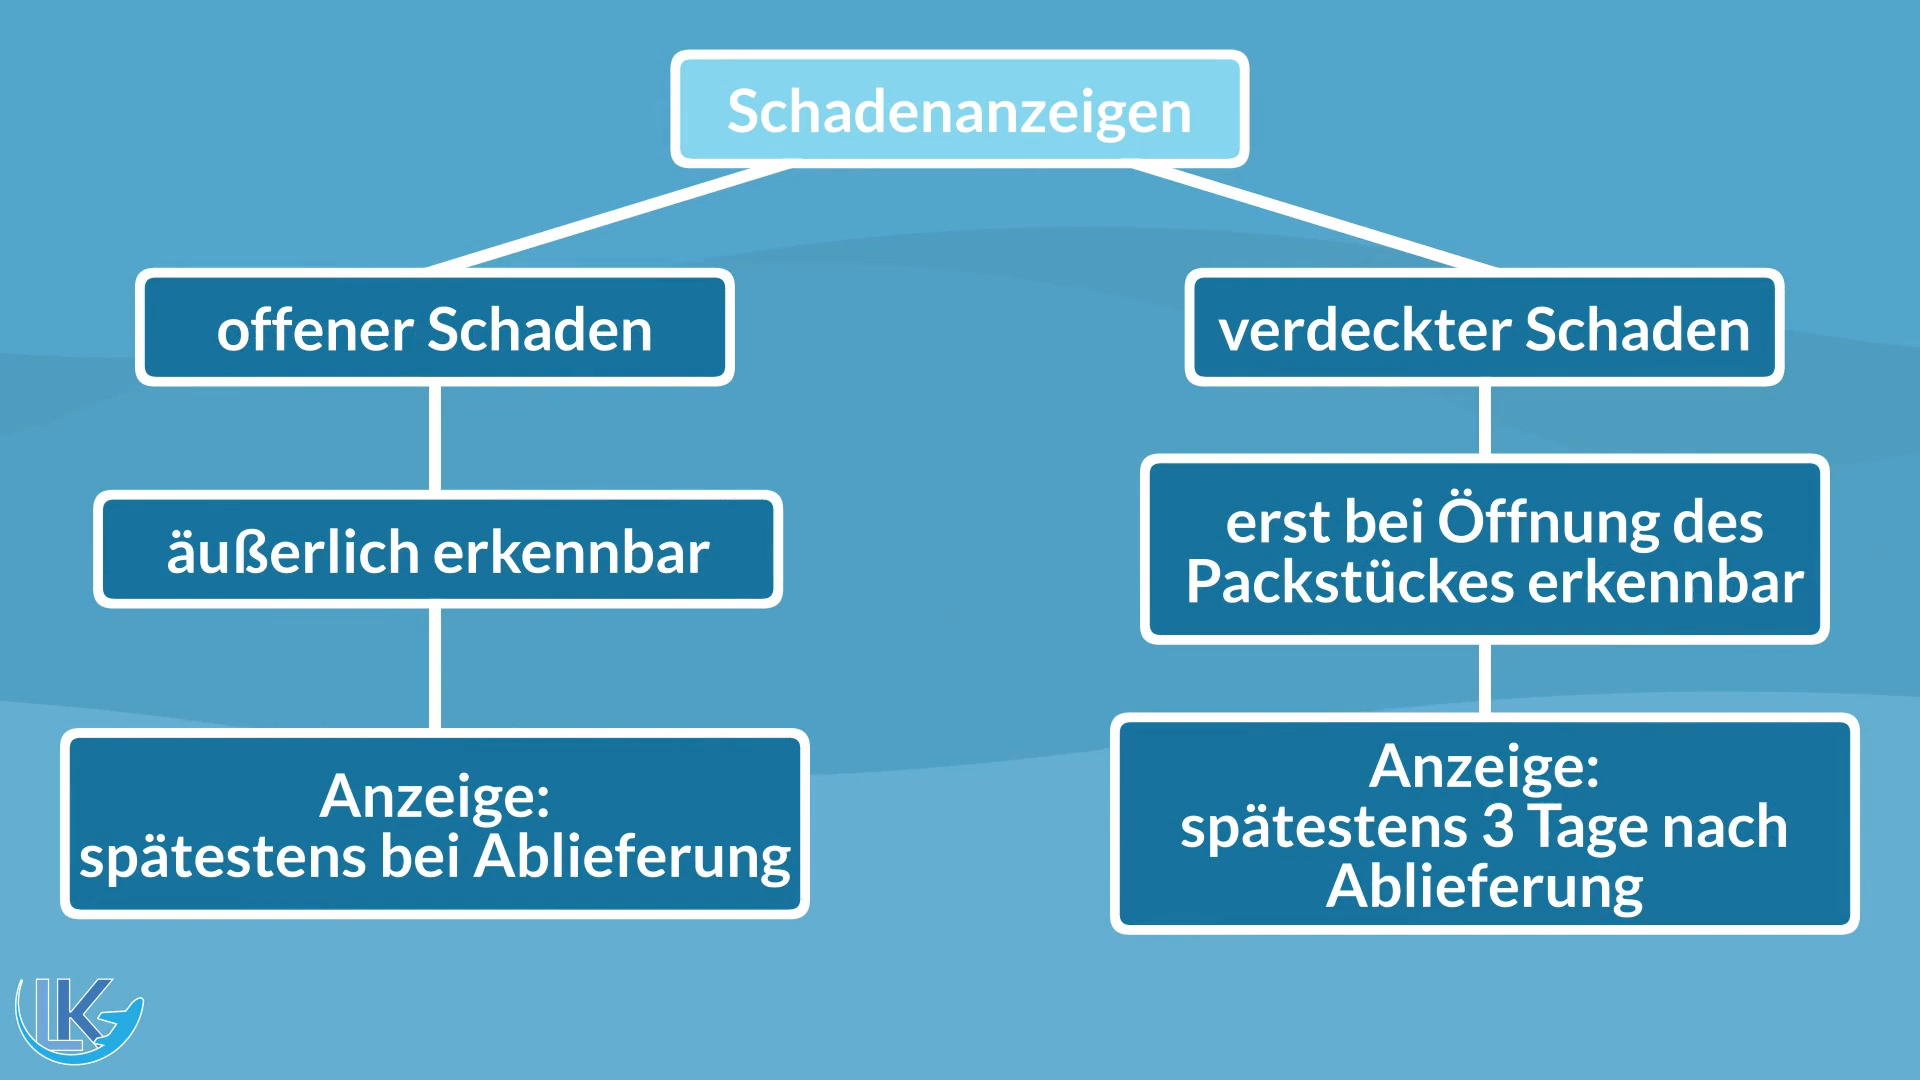 Schadenanzeigen
offener Schaden
äußerlich erkennbar
Anzeige:
spätestens bei Ablieferung
verdeckter Schaden
erst bei Öffnung des
Packstückes erkennbar
Anzeige:
spätestens 3 Tage nach
Ablieferung
LK